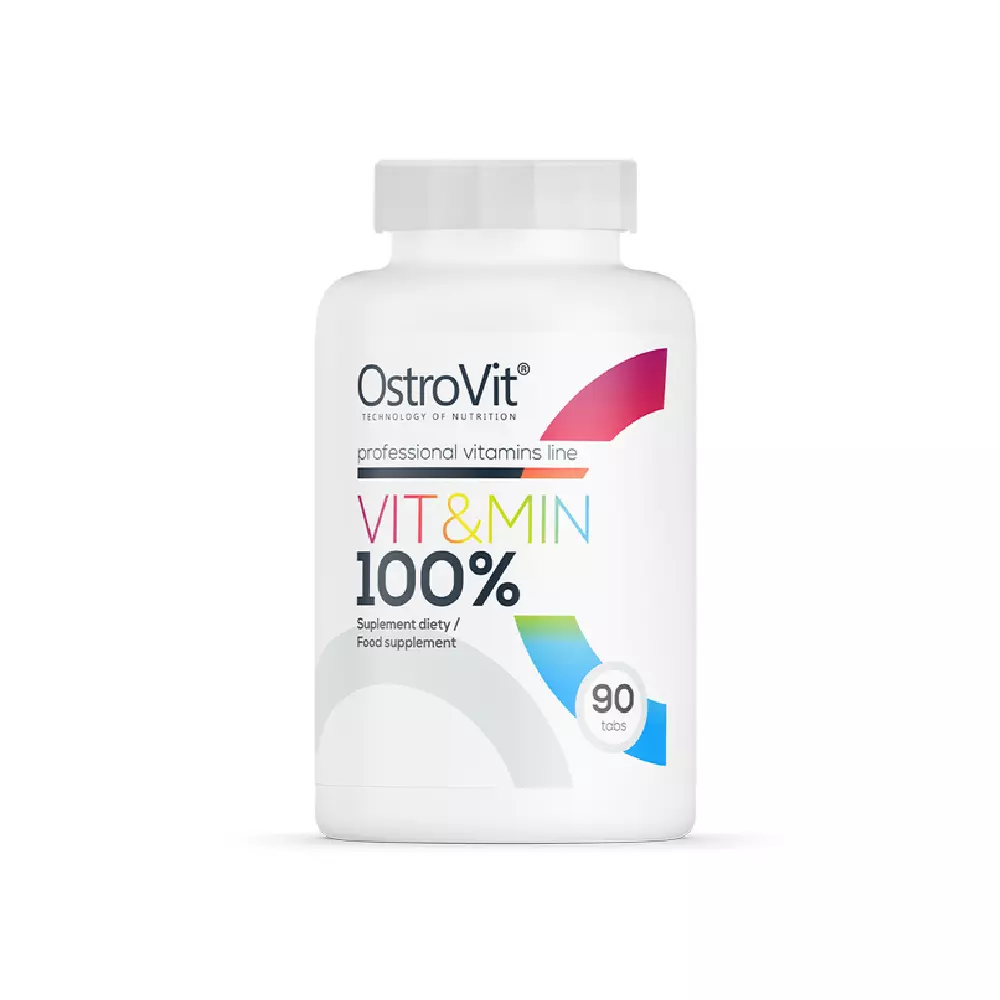 OstroVit®
TECHNOLOGY OF NUTRITION
professional vitamins line
VIT&MIN
100%
Suplement diety /
Food supplement
90
tabs